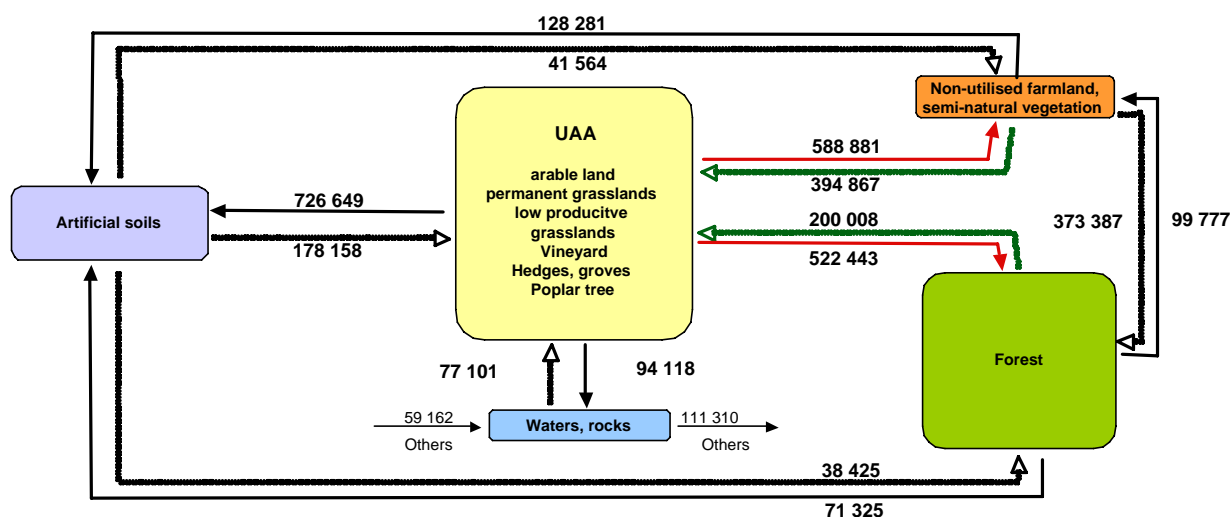 128 281
41 564
Non-utilised farmland,
semi-natural vegetation
UAA
588 881
arable land
394 867
permanent grasslands
726 649
low producitve
200 008
373 387
99 777
Artificial soils
grasslands
178 158
Vineyard
522 443
Hedges, groves
Poplar tree
Forest
77 101
94 118
59 162
Waters, rocks
111 310
Others
Others
38 425
71 325